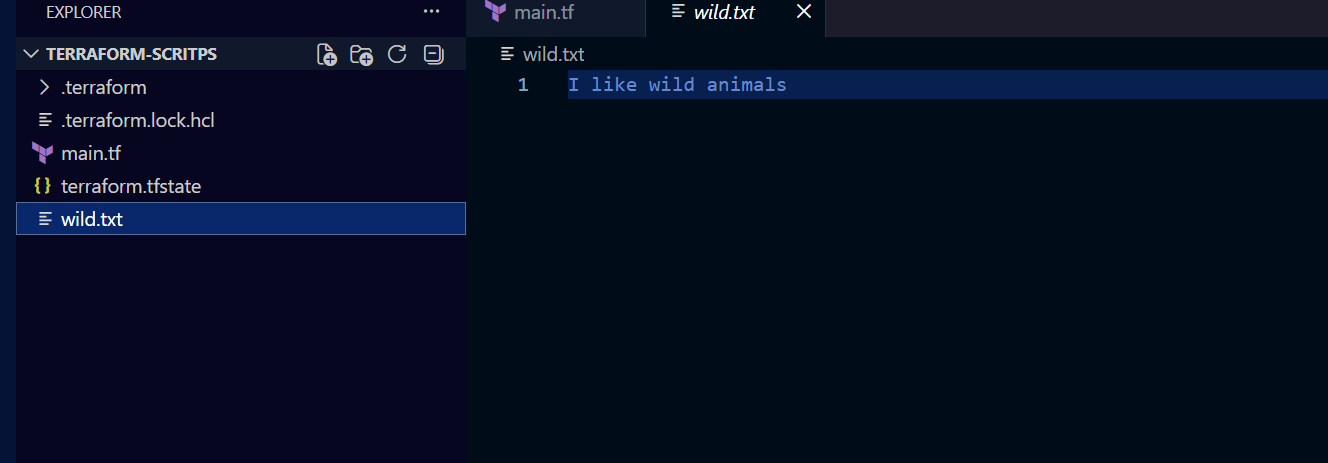 EXPLORER
TERRAFORM-SCRITPS
.terraform
.terraform.lock.hcl
main.tf
terraform.tfstate
wild.txt
main.tf
wild.txt
wild.txt
1 I like wild animals